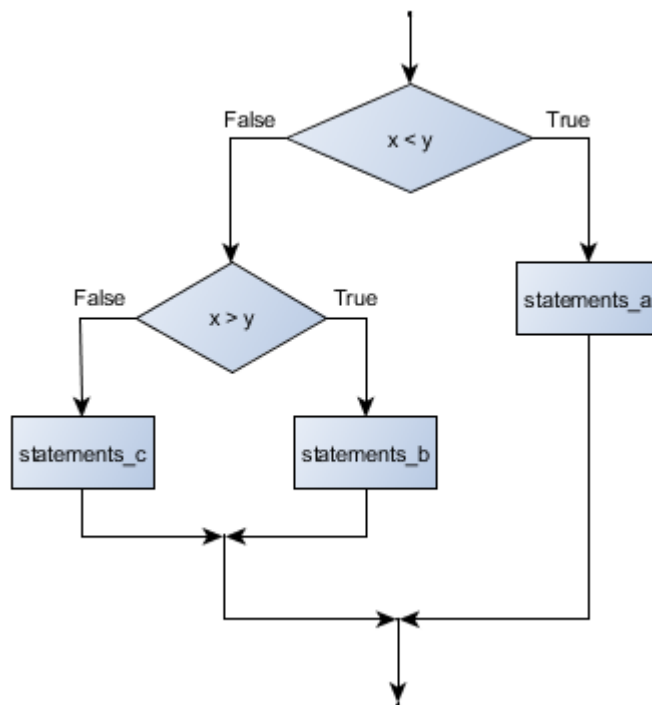 False
True
x < y
False
True
x > y
statements_a
statements_c
statements_b